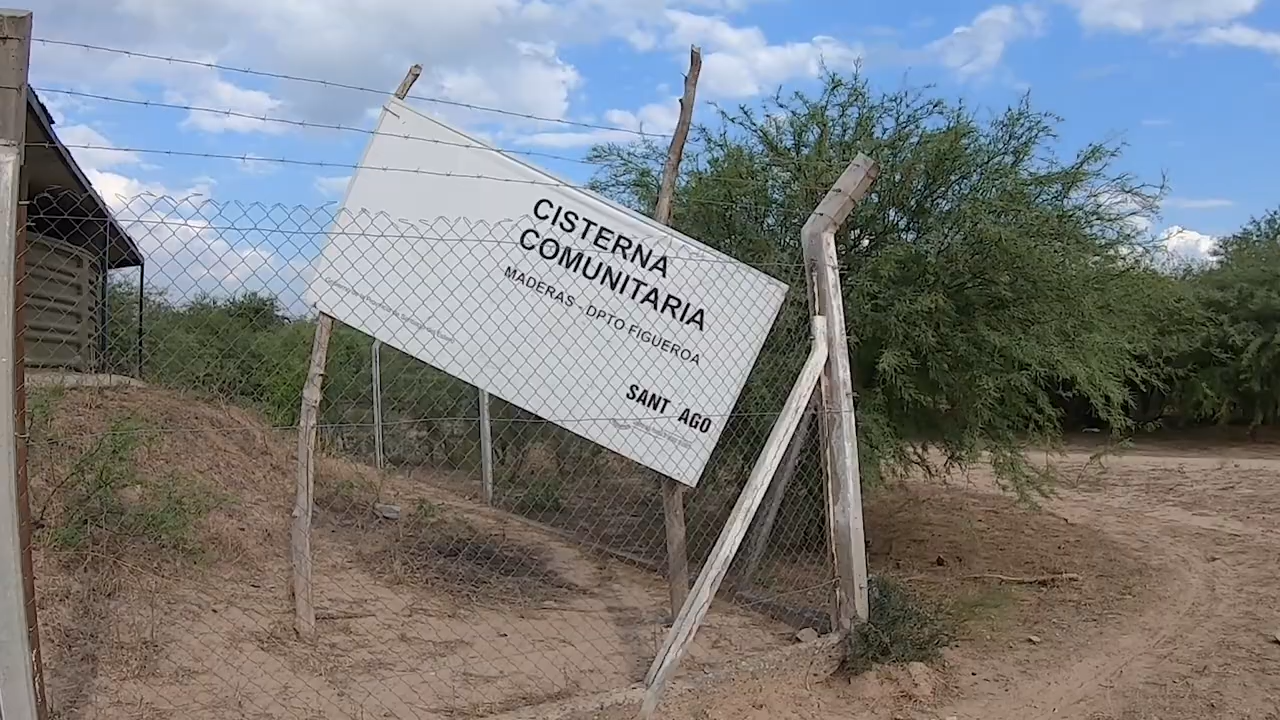 CISTERNA
COMUNITARIA
MADERAS - DPTO FIGUEROA
SANT AGO